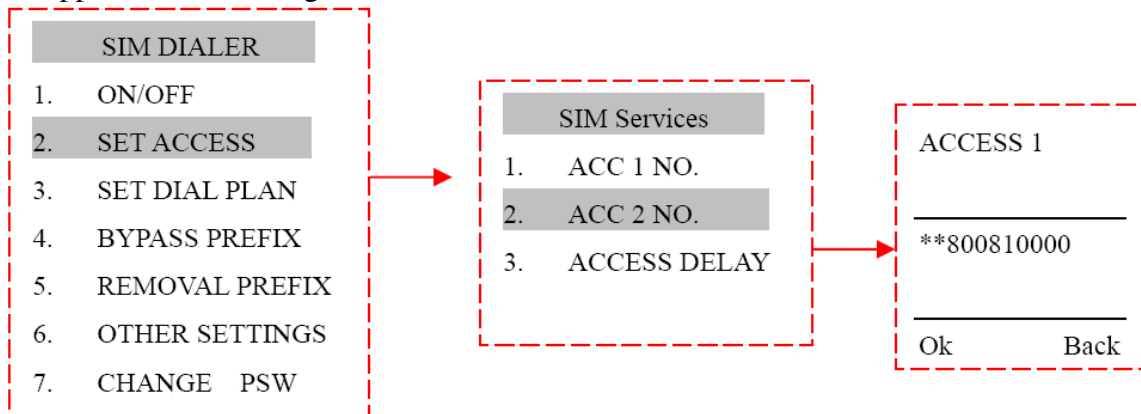 SIM DIALER
1. ON/OFF
2. SET ACCESS
3. SET DIAL PLAN
4. BYPASS PREFIX
5. REMOVAL PREFIX
6. OTHER SETTINGS
7. CHANGE PSW
SIM Services
1. ACC 1 NO.
2. ACC 2 NO.
3. ACCESS DELAY
ACCESS 1
**800810000
Ok Back